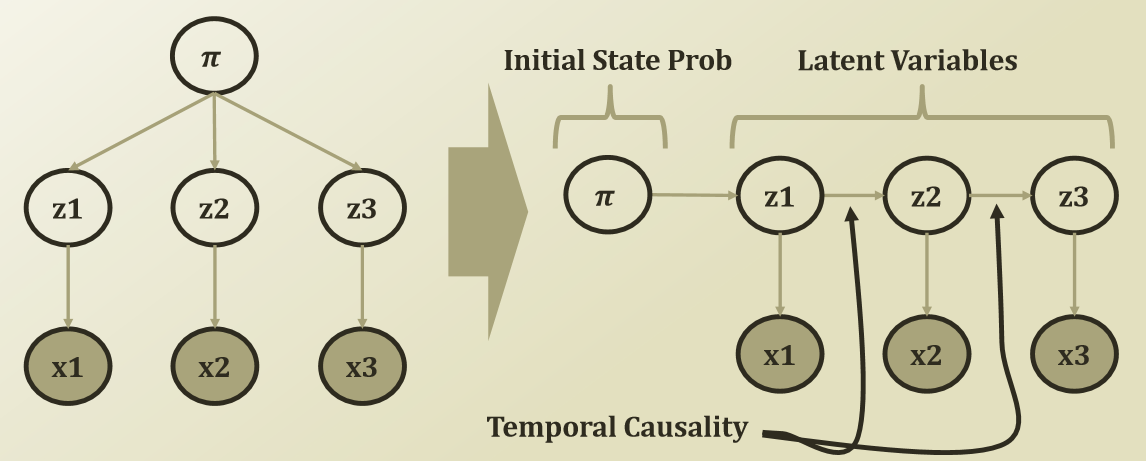 π
z1 z2 z3
x1 x2 x3
Initial State Prob
Latent Variables
π z1 z2 z3
x1 x2 x3
Temporal Causality